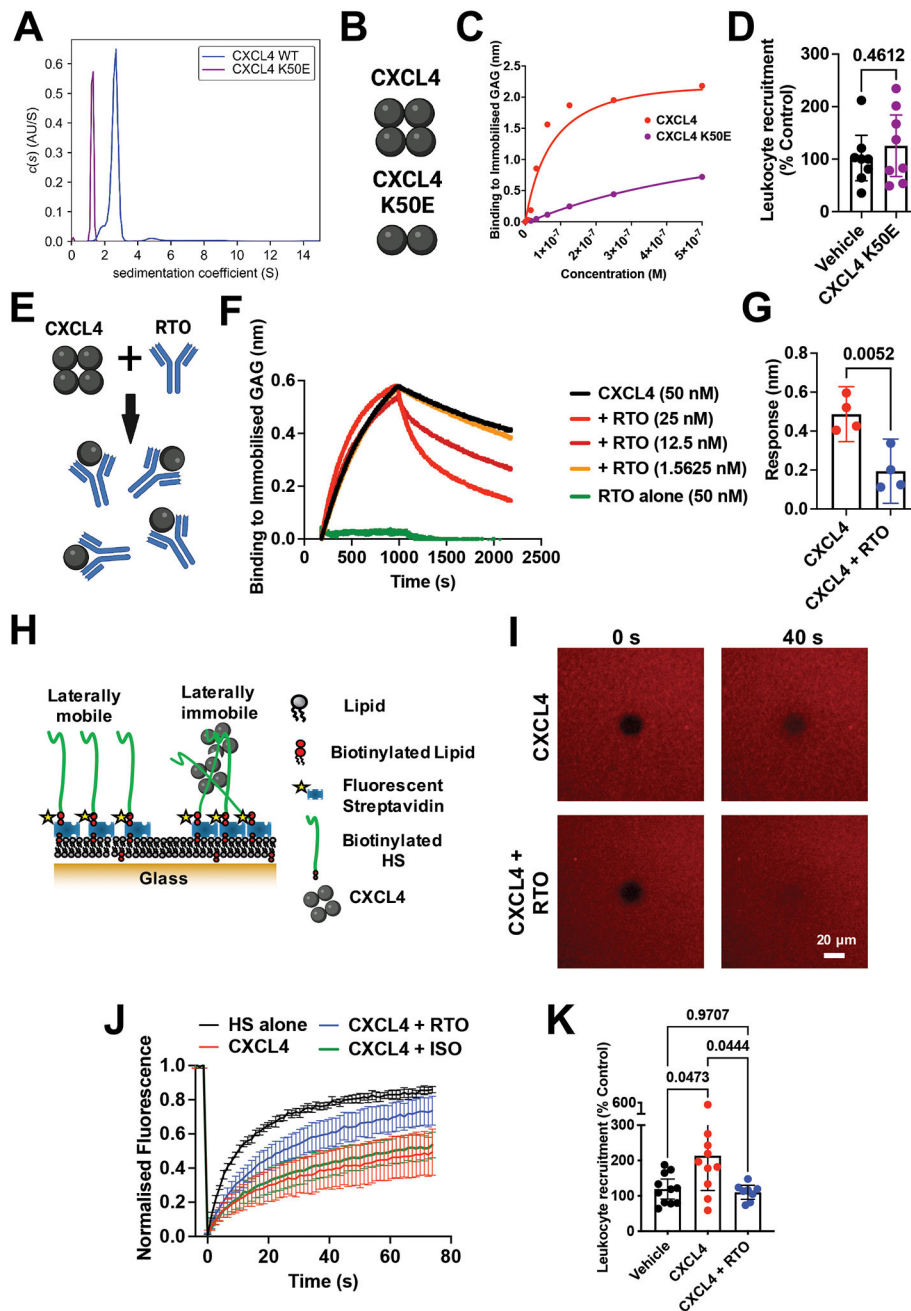 A
CXCL4 WT
CXCL4 K50E
c(s) (AU/S)
0.6
0.5
0.4
0.3
0.2
0.1
0.0
0 2 4 6 8 10 12 14
sedimentation coefficient (S)
B
CXCL4
CXCL4
K50E
C
Binding to Immobilised GAG (nm)
2.5
2.0
1.5
1.0
0.5
0.0
CXCL4
CXCL4 K50E
0 1×10⁻⁷ 2×10⁻⁷ 3×10⁻⁷ 4×10⁻⁷ 5×10⁻⁷
Concentration (M)
D
0.4612
Leukocyte recruitment
(% Control)
300
200
100
0
Vehicle
CXCL4 K50E
E
CXCL4
RTO
+
F
Binding to Immobilised GAG (nm)
0.6
0.4
0.2
0.0
0 500 1000 1500 2000 2500
Time (s)
CXCL4 (50 nM)
+ RTO (25 nM)
+ RTO (12.5 nM)
+ RTO (1.5625 nM)
RTO alone (50 nM)
G
0.0052
Response (nm)
0.8
0.6
0.4
0.2
0.0
CXCL4
CXCL4 + RTO
H
Laterally
mobile
Laterally
immobile
Glass
Lipid
Biotinylated Lipid
Fluorescent
Streptavidin
Biotinylated
HS
CXCL4
I
0 s
40 s
CXCL4
CXCL4 +
RTO
20 µm
J
HS alone
CXCL4
CXCL4 + RTO
CXCL4 + ISO
Normalised Fluorescence
1.0
0.8
0.6
0.4
0.2
0.0
0 20 40 60 80
Time (s)
K
0.9707
0.0444
0.0473
Leukocyte recruitment (% Control)
600
300
200
100
0
Vehicle
CXCL4
CXCL4 + RTO